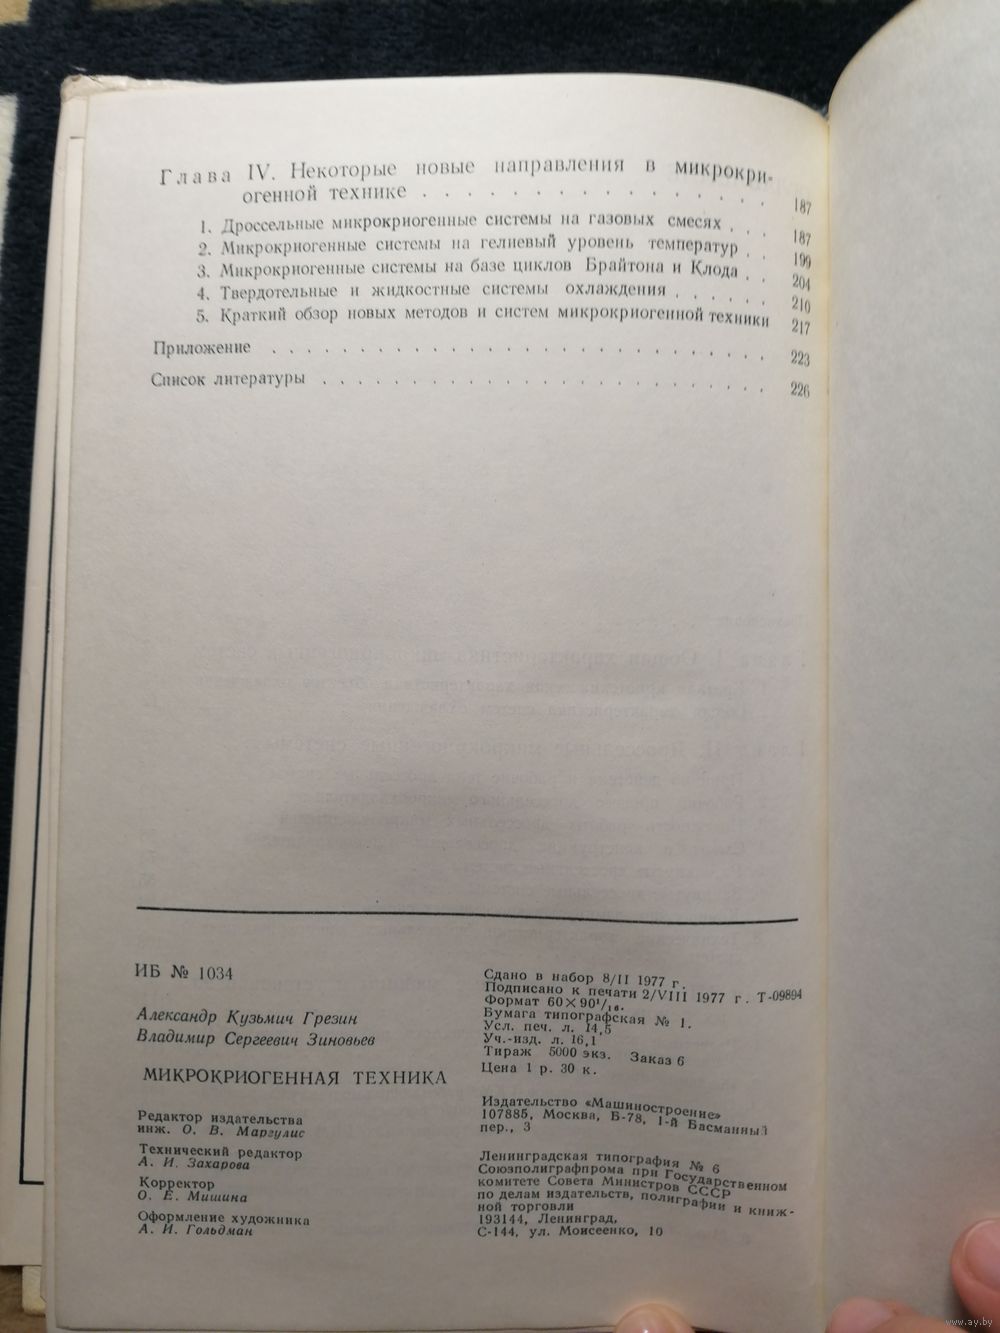 Глава IV. Некоторые новые направления в микрокри-
огенной технике . . . . . . . . . . . . . . . 187
1. Дроссельные микрокриогенные системы на газовых смесях . . . 187
2. Микрокриогенные системы на гелиевый уровень температур . . 199
3. Микрокриогенные системы на базе циклов Брайтона и Клода . . 204
4. Твердотельные и жидкостные системы охлаждения . . . . . . 210
5. Краткий обзор новых методов и систем микрокриогенной техники 217
Приложение . . . . . . . . . . . . . . . . . . . . . . . . . 223
Список литературы . . . . . . . . . . . . . . . . . . . . . . 226
ИБ № 1034
Александр Кузьмич Грезин
Владимир Сергеевич Зиновьев
МИКРОКРИОГЕННАЯ ТЕХНИКА
Редактор издательства
инж. О. В. Маргулис
Технический редактор
А. И. Захарова
Корректор
О. Е. Мишина
Оформление художника
А. И. Гольдман
Сдано в набор 8/II 1977 г.
Подписано к печати 2/VIII 1977 г. Т-09894
Формат 60×90¹/₁₆.
Бумага типографская № 1.
Усл. печ. л. 14,5
Уч.-изд. л. 16,1
Тираж 5000 экз. Заказ 6
Цена 1 р. 30 к.
Издательство «Машиностроение»
107885, Москва, Б-78, 1-й Басманный
пер., 3
Ленинградская типография № 6
Союзполиграфпрома при Государственном
комитете Совета Министров СССР
по делам издательств, полиграфии и книж-
ной торговли
193144, Ленинград,
С-144, ул. Моисеенко, 10
www.ay.by